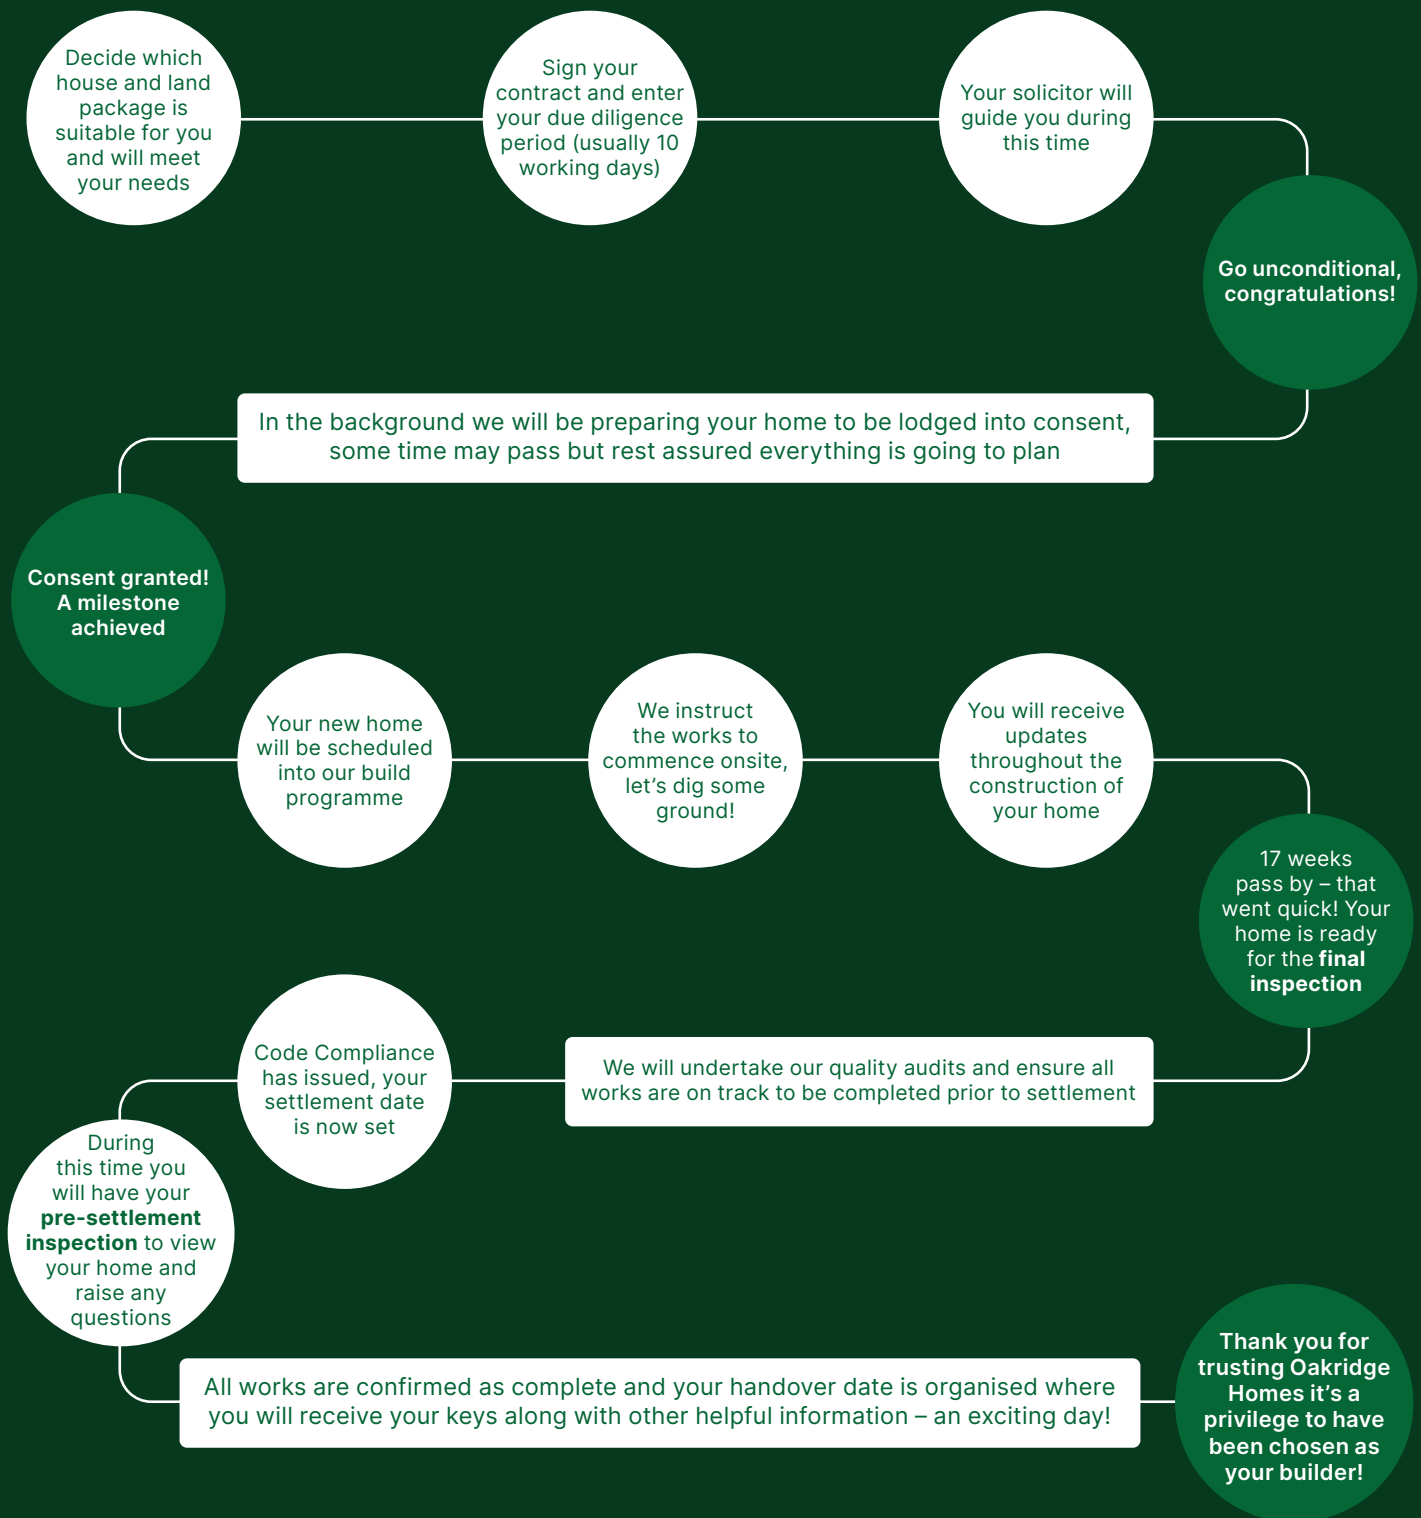 Decide which
house and land
package is
suitable for you
and will meet
your needs
Sign your
contract and enter
your due diligence
period (usually 10
working days)
Your solicitor will
guide you during
this time
Go unconditional,
congratulations!
In the background we will be preparing your home to be lodged into consent,
some time may pass but rest assured everything is going to plan
Consent granted!
A milestone
achieved
Your new home
will be scheduled
into our build
programme
We instruct
the works to
commence onsite,
let’s dig some
ground!
You will receive
updates
throughout the
construction of
your home
17 weeks
pass by – that
went quick! Your
home is ready
for the final
inspection
We will undertake our quality audits and ensure all
works are on track to be completed prior to settlement
Code Compliance
has issued, your
settlement date
is now set
During
this time you
will have your
pre-settlement
inspection to view
your home and
raise any
questions
All works are confirmed as complete and your handover date is organised where
you will receive your keys along with other helpful information – an exciting day!
Thank you for
trusting Oakridge
Homes it’s a
privilege to have
been chosen as
your builder!